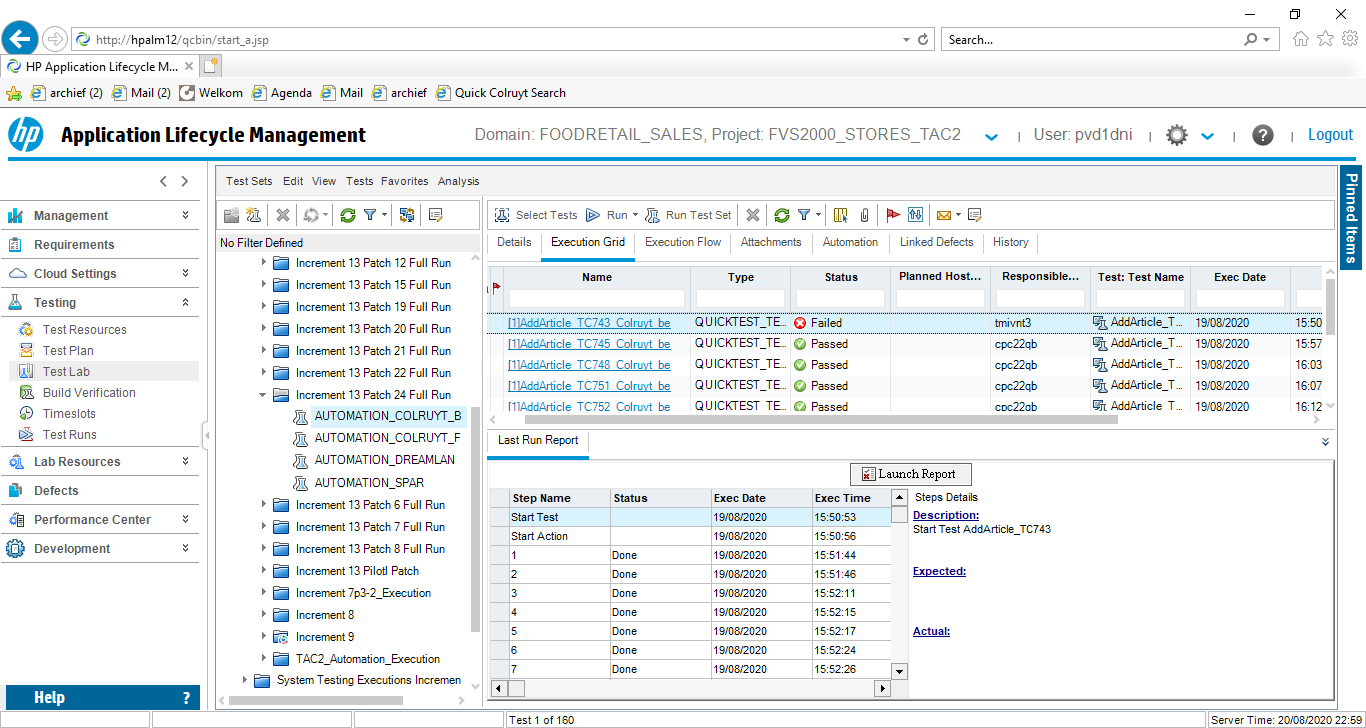 http://hpalm12/qcbin/start_a.jsp
Search...
HP Application Lifecycle M...
archief (2) Mail (2) Welkom Agenda Mail archief Quick Colruyt Search
hp Application Lifecycle Management
Domain: FOODRETAIL_SALES, Project: FVS2000_STORES_TAC2
User: pvd1dni
?
Logout
Pinned Items
Management
Requirements
Cloud Settings
Testing
Test Resources
Test Plan
Test Lab
Build Verification
Timeslots
Test Runs
Lab Resources
Defects
Performance Center
Development
Help ?
Test Sets Edit View Tests Favorites Analysis
No Filter Defined
Increment 13 Patch 12 Full Run
Increment 13 Patch 15 Full Run
Increment 13 Patch 19 Full Run
Increment 13 Patch 20 Full Run
Increment 13 Patch 21 Full Run
Increment 13 Patch 22 Full Run
Increment 13 Patch 24 Full Run
AUTOMATION_COLRUYT_B
AUTOMATION_COLRUYT_F
AUTOMATION_DREAMLAN
AUTOMATION_SPAR
Increment 13 Patch 6 Full Run
Increment 13 Patch 7 Full Run
Increment 13 Patch 8 Full Run
Increment 13 Pilotl Patch
Increment 7p3-2_Execution
Increment 8
Increment 9
TAC2_Automation_Execution
System Testing Executions Incremen
Select Tests Run Run Test Set
Details Execution Grid Execution Flow Attachments Automation Linked Defects History
Name Type Status Planned Host... Responsible... Test: Test Name Exec Date
[1]AddArticle_TC743_Colruyt_be QUICKTEST_TE... Failed tmivnt3 AddArticle_T... 19/08/2020 15:50
[1]AddArticle_TC745_Colruyt_be QUICKTEST_TE... Passed cpc22qb AddArticle_T... 19/08/2020 15:57
[1]AddArticle_TC748_Colruyt_be QUICKTEST_TE... Passed cpc22qb AddArticle_T... 19/08/2020 16:03
[1]AddArticle_TC751_Colruyt_be QUICKTEST_TE... Passed cpc22qb AddArticle_T... 19/08/2020 16:07
[1]AddArticle_TC752_Colruyt_be QUICKTEST_TE... Passed cpc22qb AddArticle_T... 19/08/2020 16:12
Last Run Report
Launch Report
Step Name Status Exec Date Exec Time
Start Test 19/08/2020 15:50:53
Start Action 19/08/2020 15:50:56
1 Done 19/08/2020 15:51:44
2 Done 19/08/2020 15:51:46
3 Done 19/08/2020 15:52:11
4 Done 19/08/2020 15:52:15
5 Done 19/08/2020 15:52:17
6 Done 19/08/2020 15:52:24
7 Done 19/08/2020 15:52:26
Steps Details
Description:
Start Test AddArticle_TC743
Expected:
Actual:
Test 1 of 160
Server Time: 20/08/2020 22:59